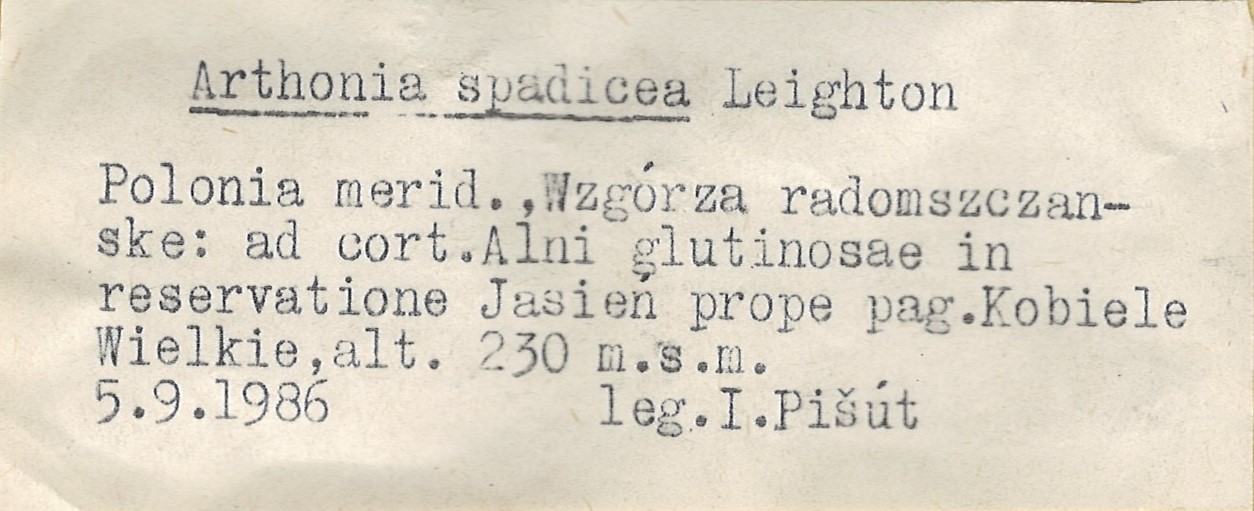 Arthonia spadicea Leighton
Polonia merid.,Wzgórza radomszczan-
ske: ad cort.Alni glutinosae in
reservatione Jasień prope pag.Kobiele
Wielkie,alt. 230 m.s.m.
5.9.1986 leg.I.Pišút